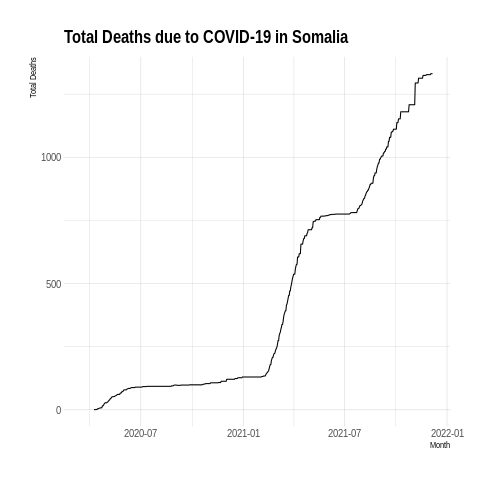 Total Deaths due to COVID-19 in Somalia
Total Deaths
1000
500
0
2020-07 2021-01 2021-07 2022-01
Month